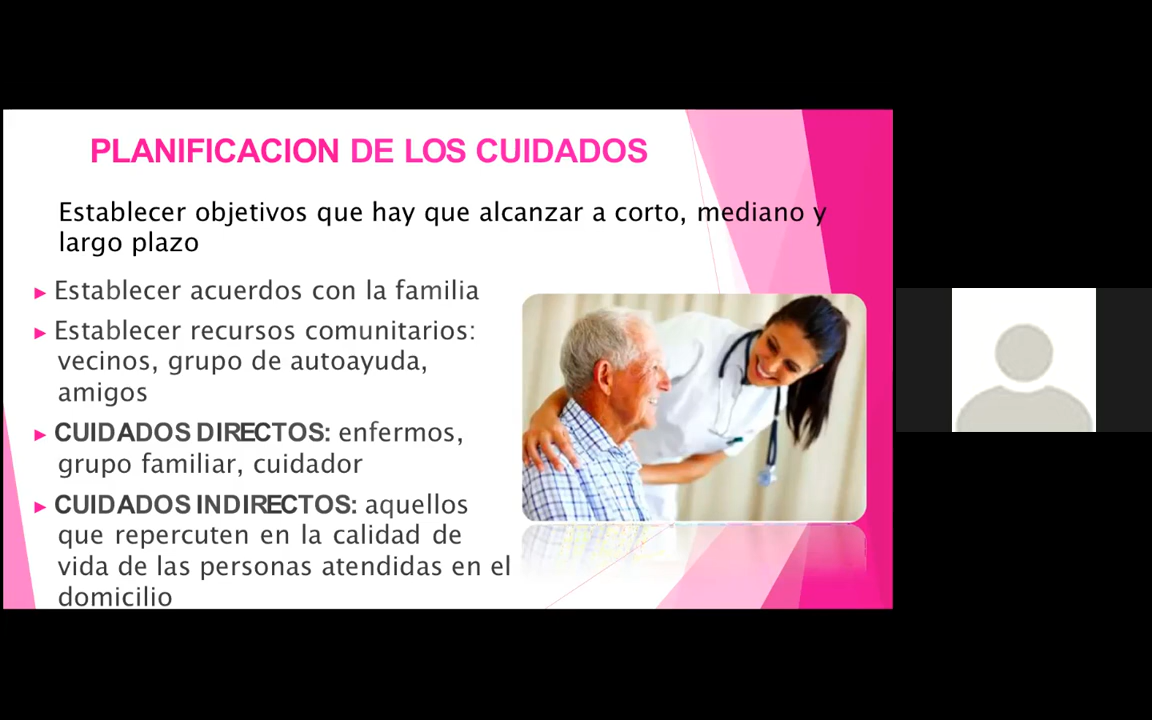 PLANIFICACION DE LOS CUIDADOS
Establecer objetivos que hay que alcanzar a corto, mediano y
largo plazo
► Establecer acuerdos con la familia
► Establecer recursos comunitarios:
vecinos, grupo de autoayuda,
amigos
► CUIDADOS DIRECTOS: enfermos,
grupo familiar, cuidador
► CUIDADOS INDIRECTOS: aquellos
que repercuten en la calidad de
vida de las personas atendidas en el
domicilio